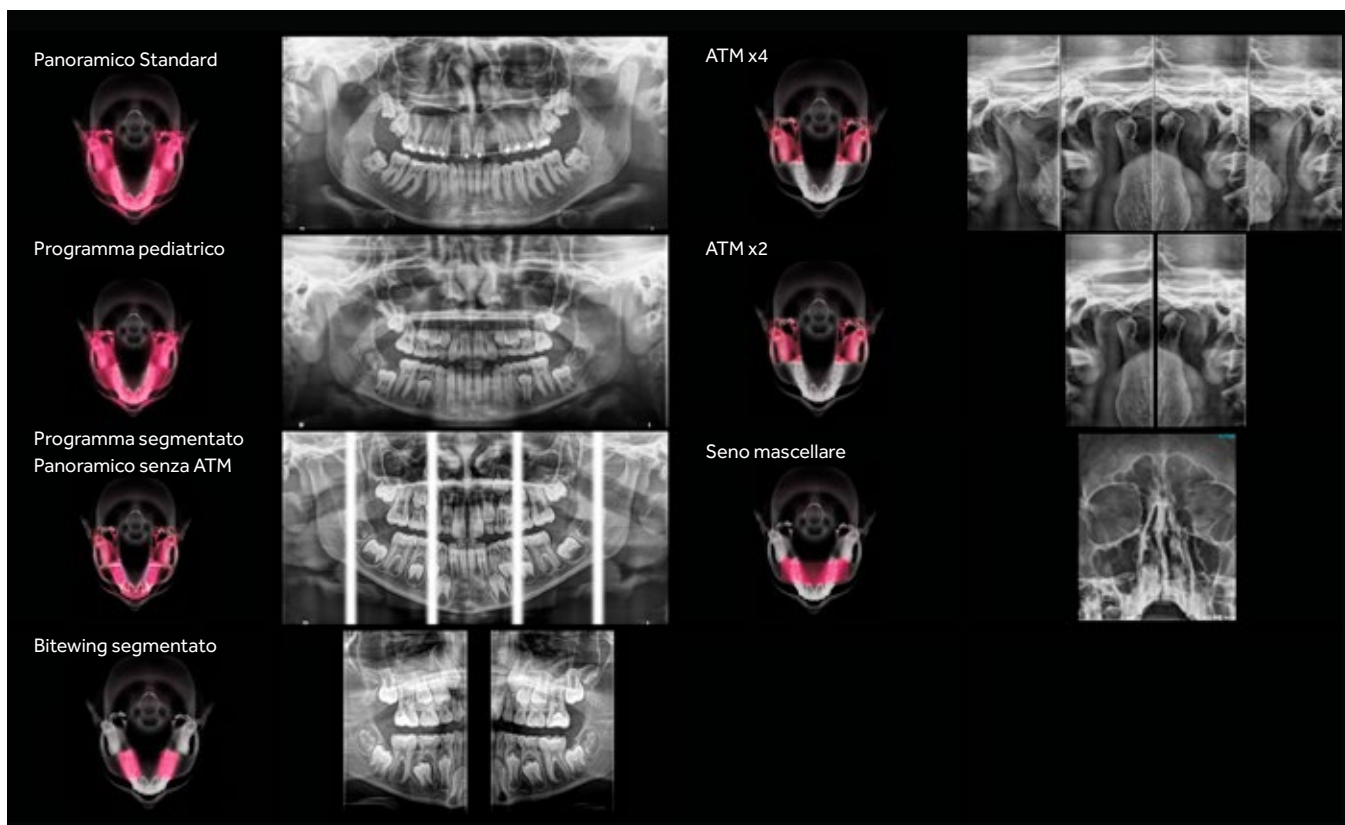 Panoramico Standard
Programma pediatrico
Programma segmentato
Panoramico senza ATM
Bitewing segmentato
ATM x4
ATM x2
Seno mascellare